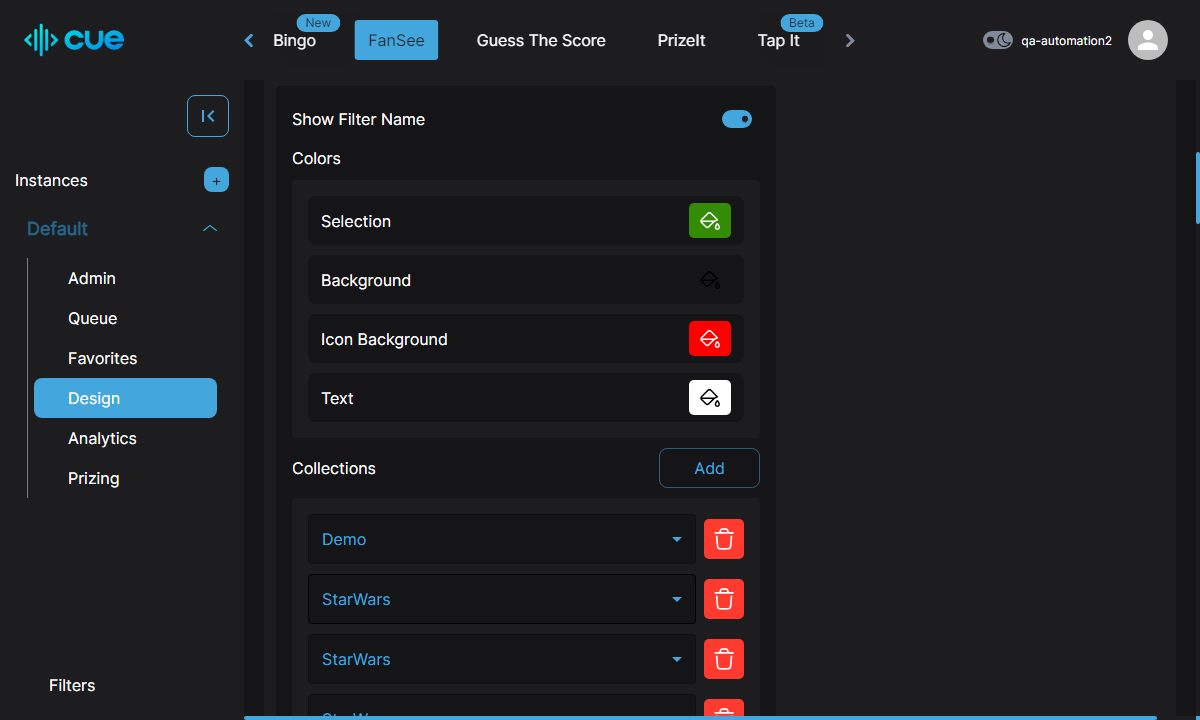 cue
Bingo
New
FanSee
Guess The Score
PrizeIt
Tap It
Beta
qa-automation2
Instances
+
Default
Admin
Queue
Favorites
Design
Analytics
Prizing
Filters
Show Filter Name
Colors
Selection
Background
Icon Background
Text
Collections
Add
Demo
StarWars
StarWars